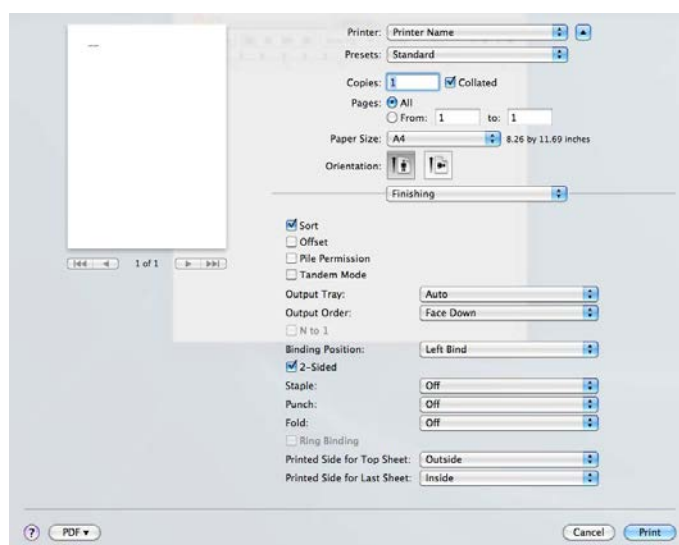 Printer: Printer Name
Presets: Standard
Copies: 1 Collated
Pages: All
From: 1 to: 1
Paper Size: A4 8.26 by 11.69 inches
Orientation:
Finishing
1 of 1
Sort
Offset
Pile Permission
Tandem Mode
Output Tray: Auto
Output Order: Face Down
N to 1
Binding Position: Left Bind
2-Sided
Staple: Off
Punch: Off
Fold: Off
Ring Binding
Printed Side for Top Sheet: Outside
Printed Side for Last Sheet: Inside
? PDF ▾ Cancel Print